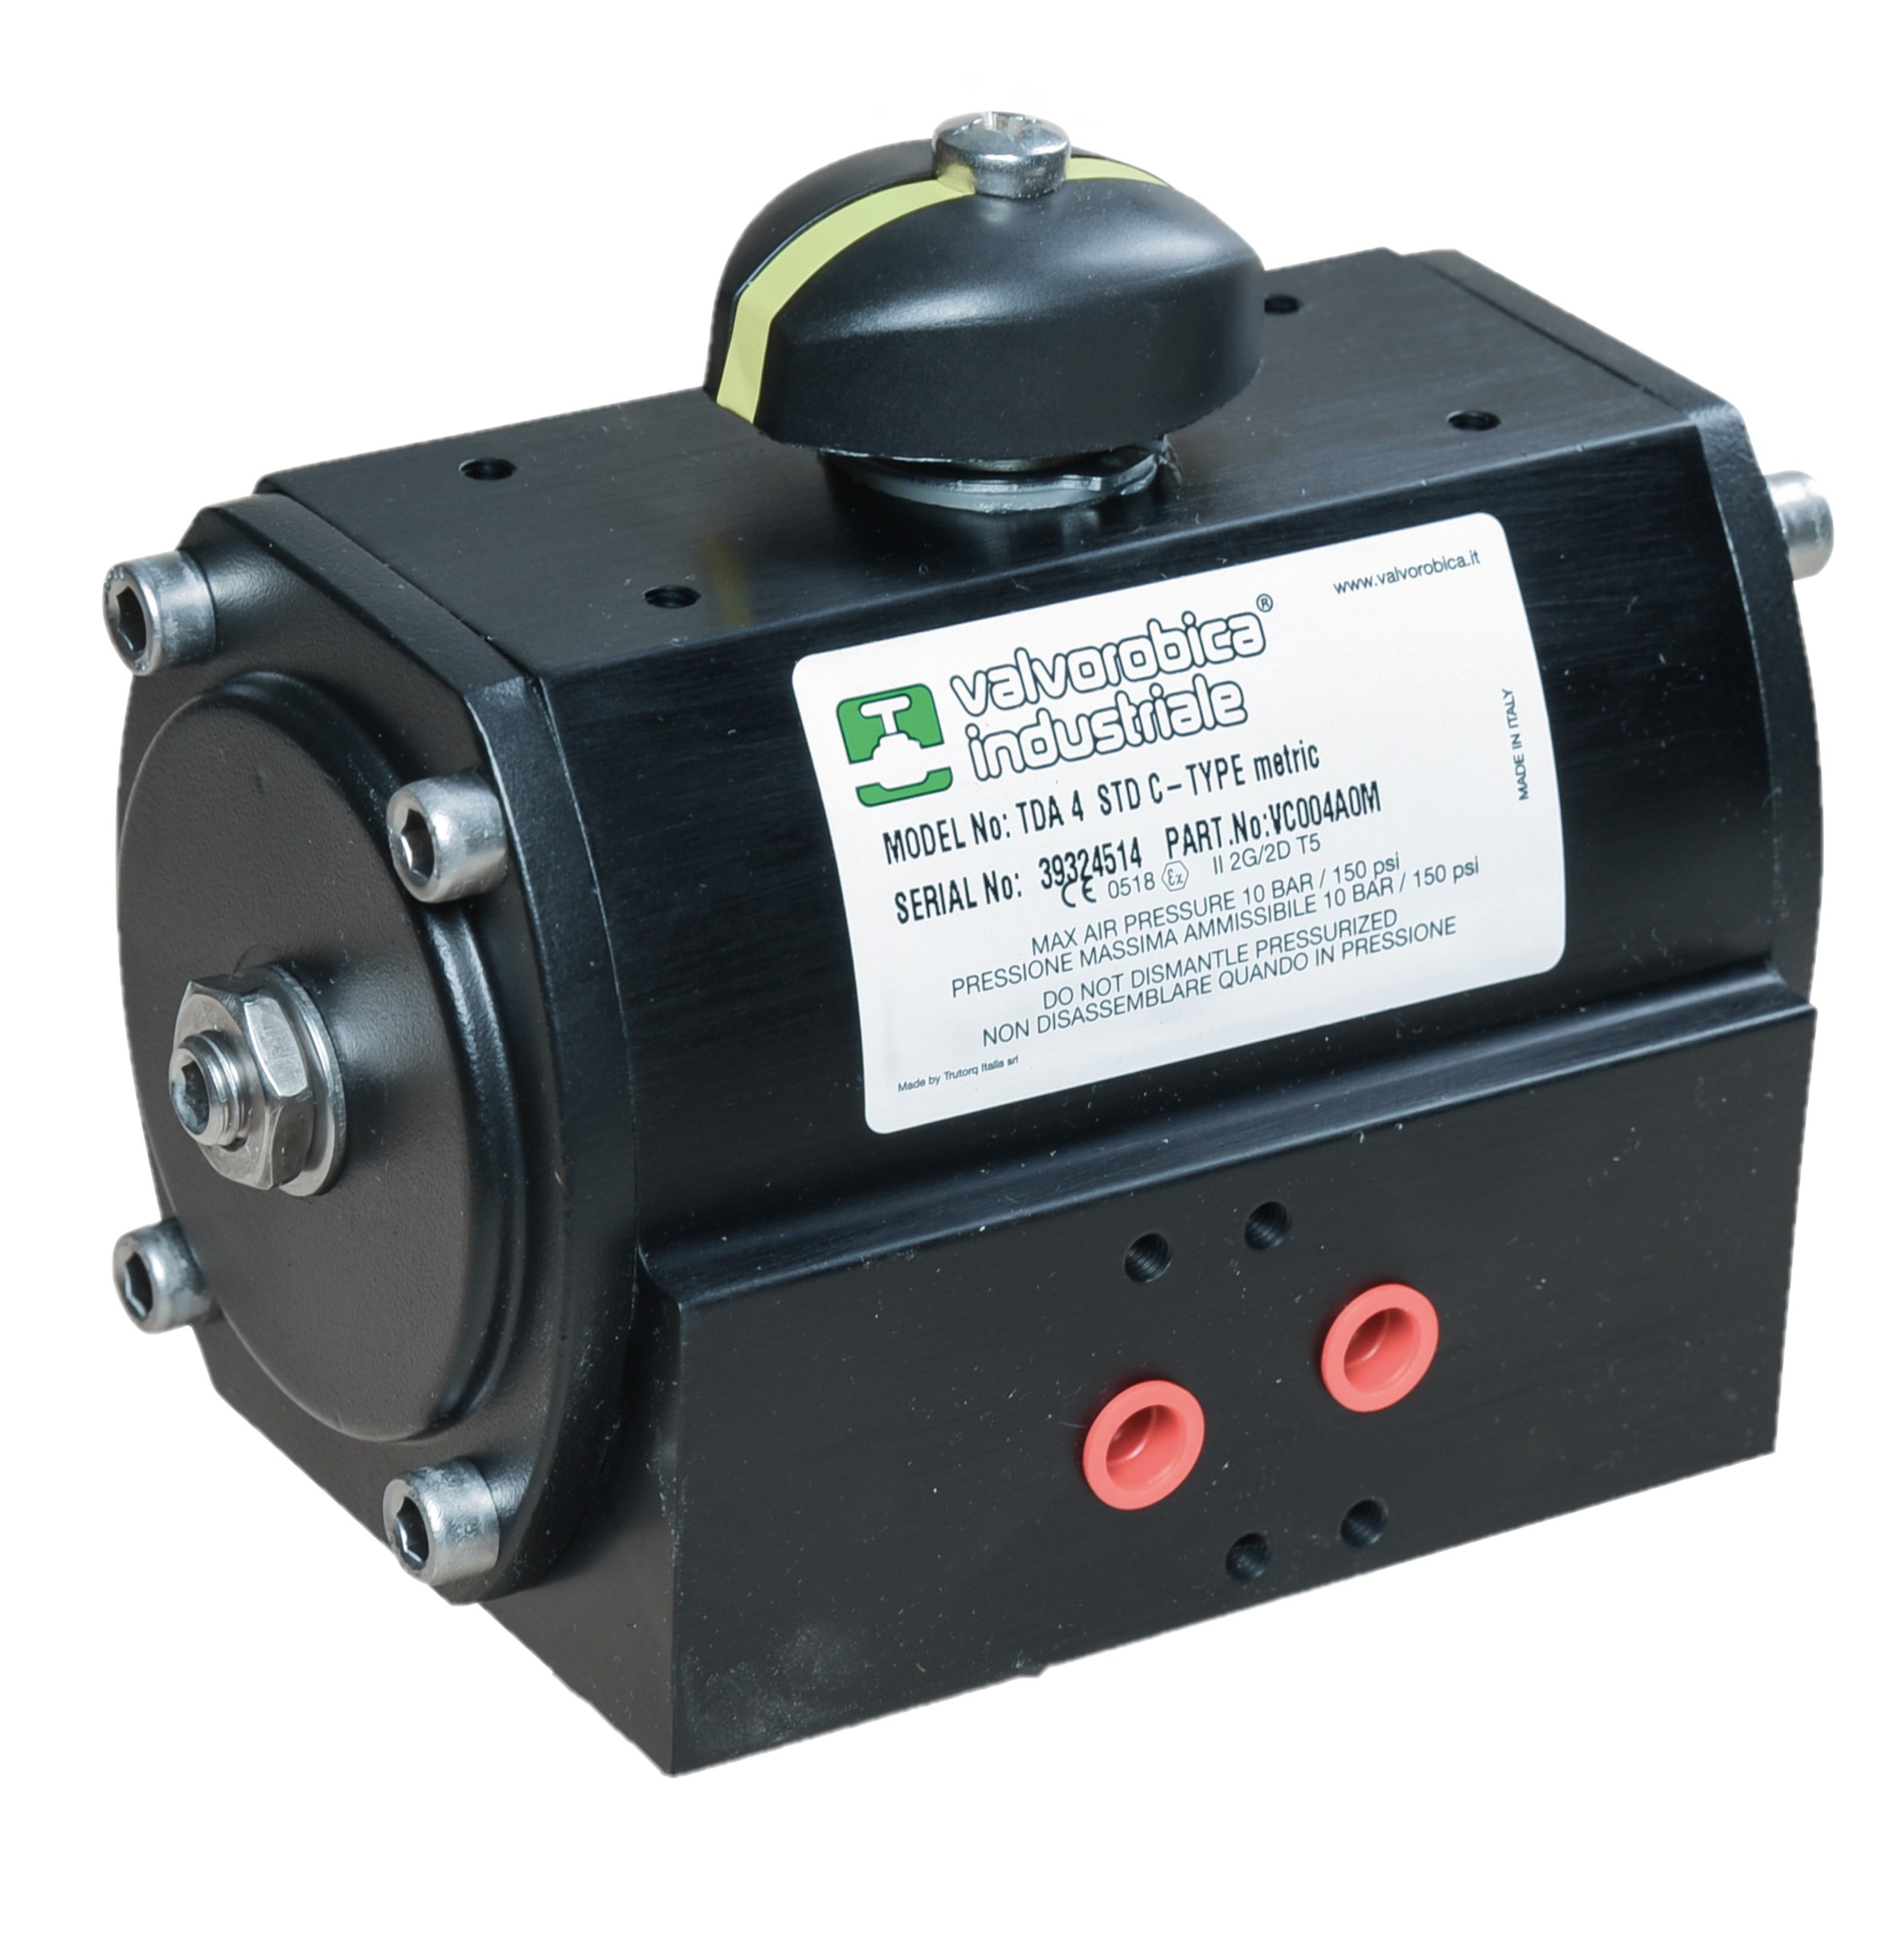 www.valvorobica.it
valvorobica®
industriale
MODEL No: TDA 4 STD C-TYPE metric
SERIAL No: 39324514 PART.No:VC004A0M
CE 0518 Ex II 2G/2D T5
MAX AIR PRESSURE 10 BAR / 150 psi
PRESSIONE MASSIMA AMMISSIBILE 10 BAR / 150 psi
DO NOT DISMANTLE PRESSURIZED
NON DISASSEMBLARE QUANDO IN PRESSIONE
Made by Trutorq Italia srl
MADE IN ITALY